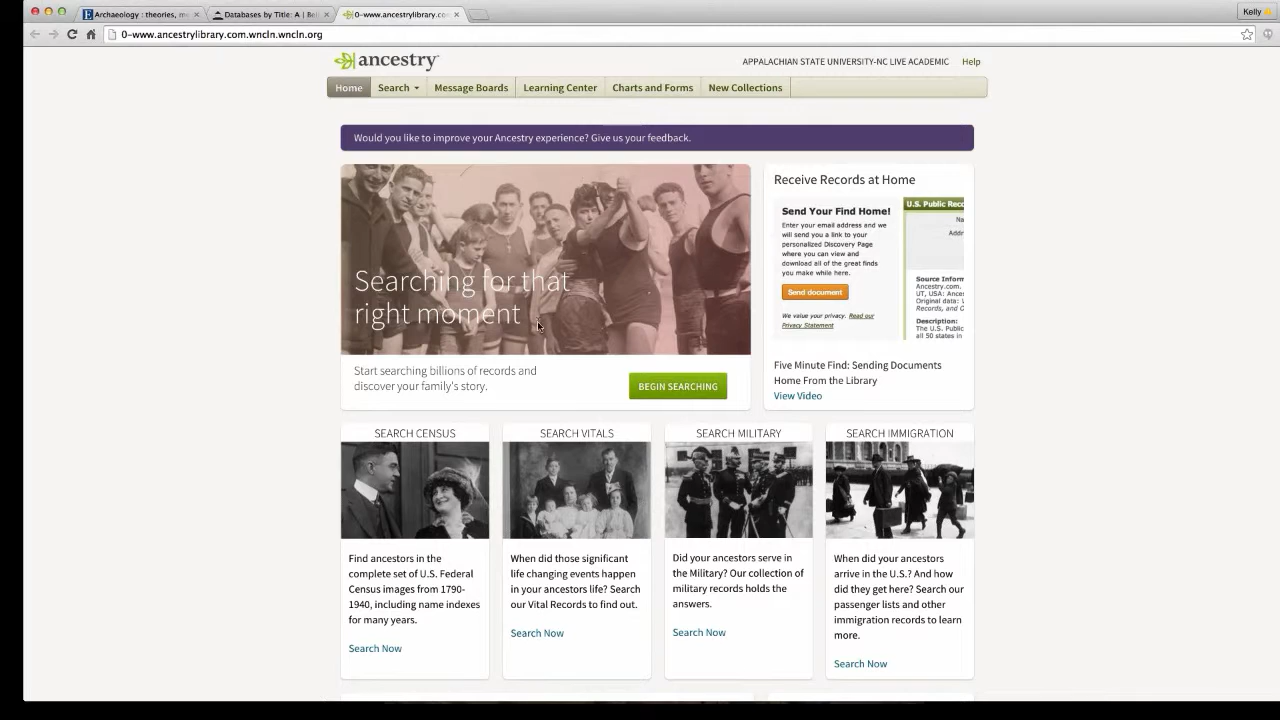 Archaeology : theories, m
Databases by Title: A | Bel
0-www.ancestrylibrary.co
Kelly
0-www.ancestrylibrary.com.wncln.wncln.org
ancestry
APPALACHIAN STATE UNIVERSITY-NC LIVE ACADEMIC Help
Home Search Message Boards Learning Center Charts and Forms New Collections
Would you like to improve your Ancestry experience? Give us your feedback.
Searching for that
right moment
Start searching billions of records and
discover your family's story.
BEGIN SEARCHING
Receive Records at Home
Send Your Find Home!
Enter your email address and we
will send you a link to your
personalized Discovery Page
where you can view and
download all of the great finds
you make while here.
Send document
We value your privacy. Read our
Privacy Statement
U.S. Public Reco
Na
Addr
Source Inform
Ancestry.com.
UT, USA: Ances
Original data:
Records, and C
Description:
The U.S. Publi
all 50 states in
Five Minute Find: Sending Documents
Home From the Library
View Video
SEARCH CENSUS
Find ancestors in the
complete set of U.S. Federal
Census images from 1790-
1940, including name indexes
for many years.
Search Now
SEARCH VITALS
When did those significant
life changing events happen
in your ancestors life? Search
our Vital Records to find out.
Search Now
SEARCH MILITARY
Did your ancestors serve in
the Military? Our collection of
military records holds the
answers.
Search Now
SEARCH IMMIGRATION
When did your ancestors
arrive in the U.S.? And how
did they get here? Search our
passenger lists and other
immigration records to learn
more.
Search Now